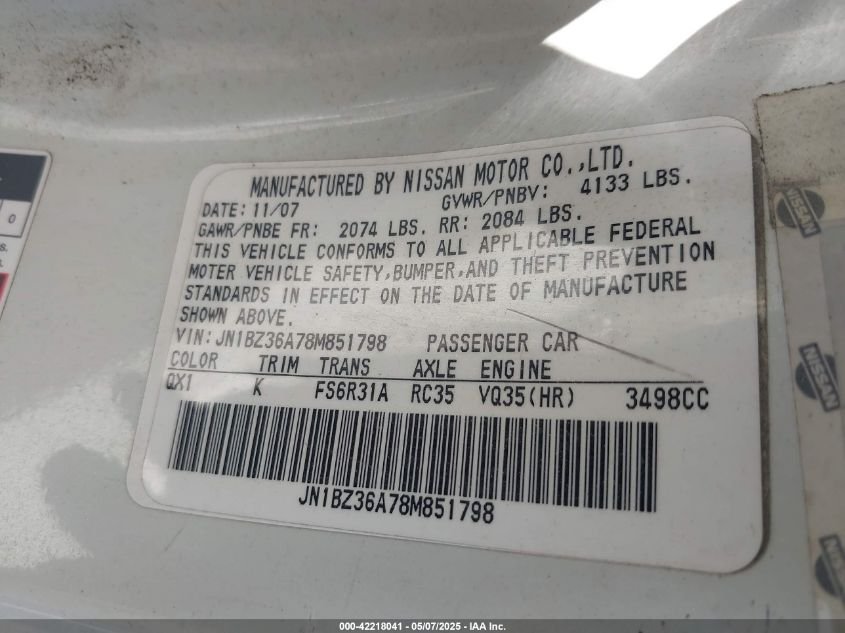 MANUFACTURED BY NISSAN MOTOR CO.,LTD.
DATE: 11/07 GVWR/PNBV: 4133 LBS.
GAWR/PNBE FR: 2074 LBS. RR: 2084 LBS.
THIS VEHICLE CONFORMS TO ALL APPLICABLE FEDERAL
MOTER VEHICLE SAFETY,BUMPER,AND THEFT PREVENTION
STANDARDS IN EFFECT ON THE DATE OF MANUFACTURE
SHOWN ABOVE.
VIN: JN1BZ36A78M851798 PASSENGER CAR
COLOR TRIM TRANS AXLE ENGINE
QX1 K FS6R31A RC35 VQ35(HR) 3498CC
JN1BZ36A78M851798
0
S.
S.
NISSAN
NISSAN
NISSAN
000-42218041 - 05/07/2025 - IAA Inc.